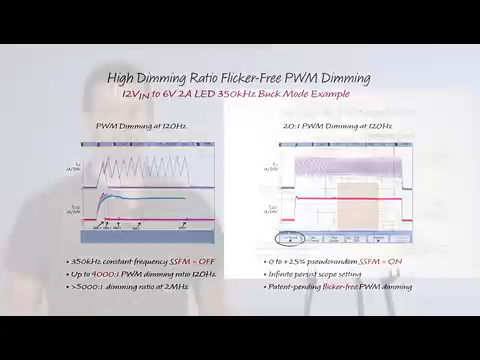 High Dimming Ratio Flicker-Free PWM Dimming
12VIN to 6V 2A LED 350kHz Buck Mode Example
PWM Dimming at 120Hz
20:1 PWM Dimming at 120Hz
• 350kHz constant frequency SSFM = OFF
• Up to 4000:1 PWM dimming ratio 120Hz
• >5000:1 dimming ratio at 2MHz
• 0 to +25% pseudorandom SSFM = ON
• Infinite persist scope setting
• Patent-pending flicker-free PWM dimming